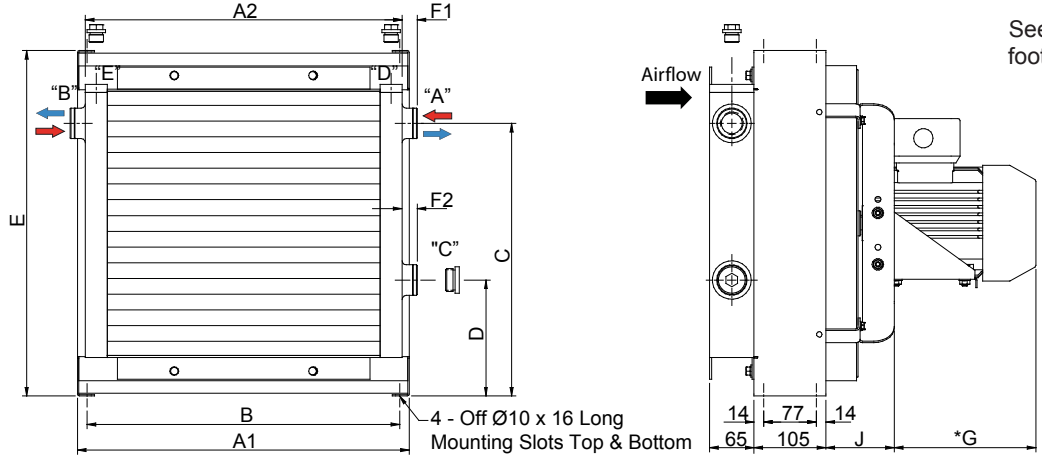 A2
F1
See
foot
"E"
"D"
"B"
"A"
Airflow
E
F2
"C"
C
D
B
4 - Off Ø10 x 16 Long
Mounting Slots Top & Bottom
A1
14
77
14
65
105
J
*G